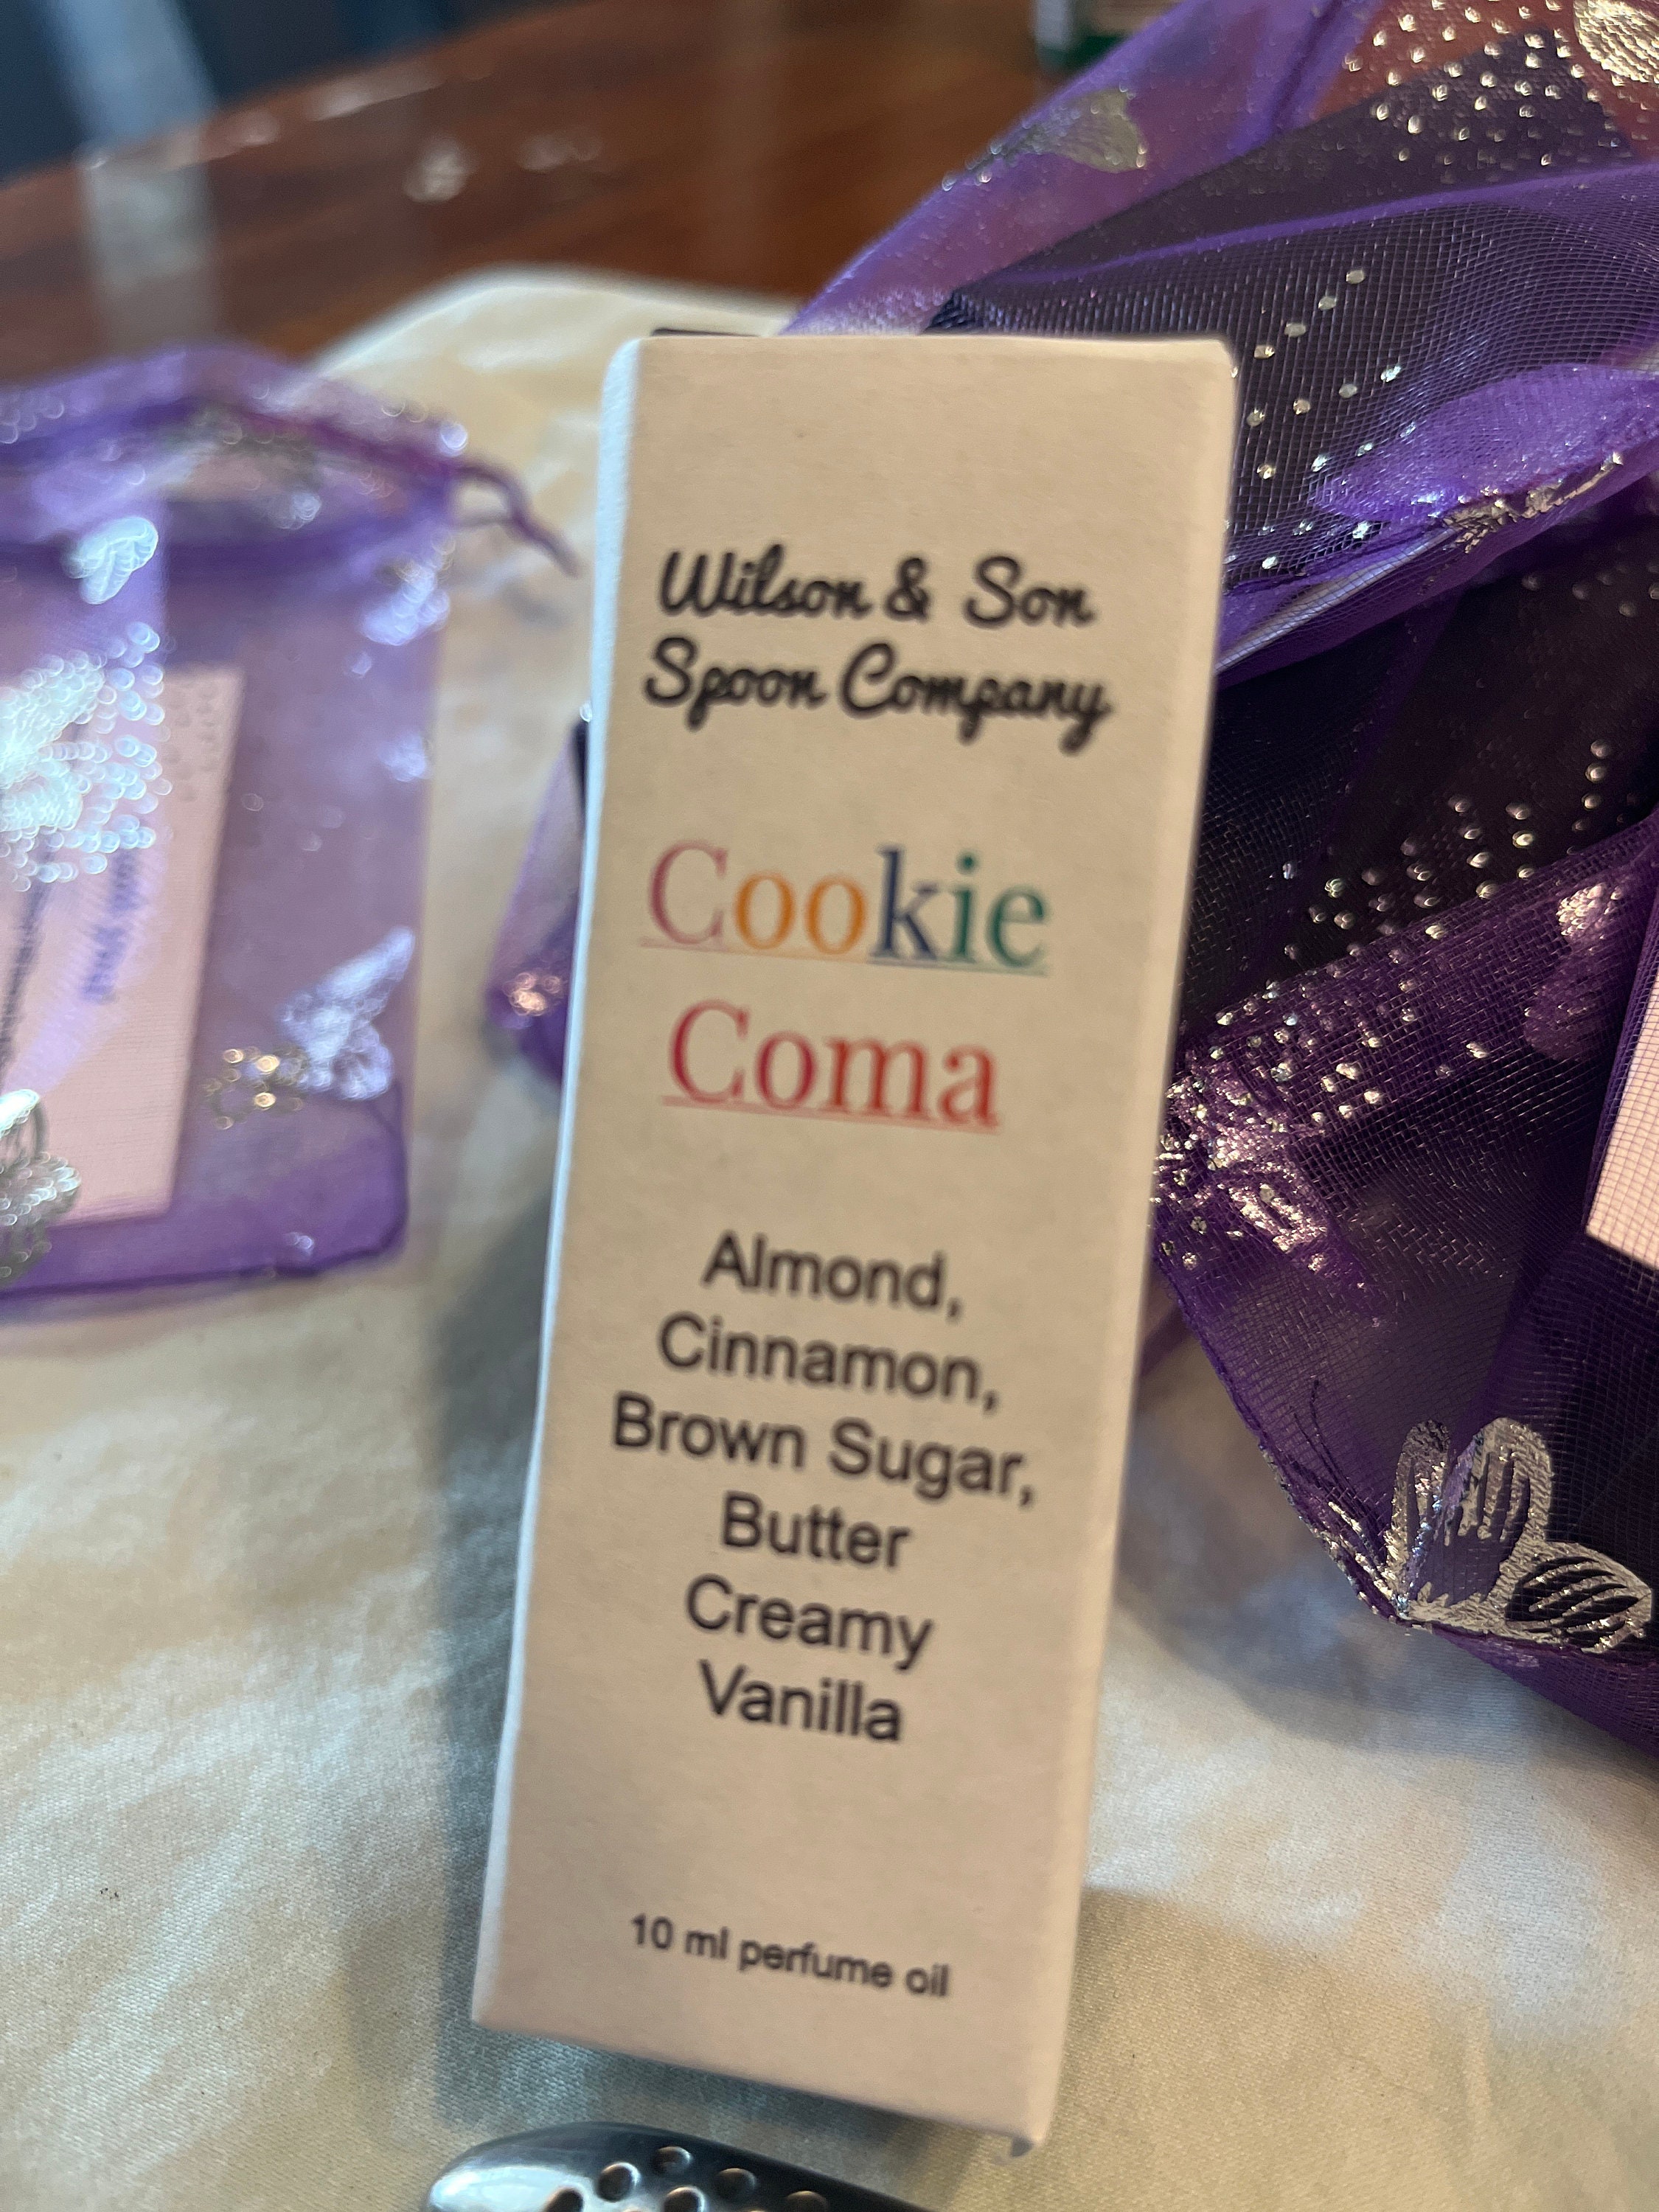 Wilson & Son
Spoon Company
Cookie
Coma
Almond,
Cinnamon,
Brown Sugar,
Butter
Creamy
Vanilla
10 ml perfume oil